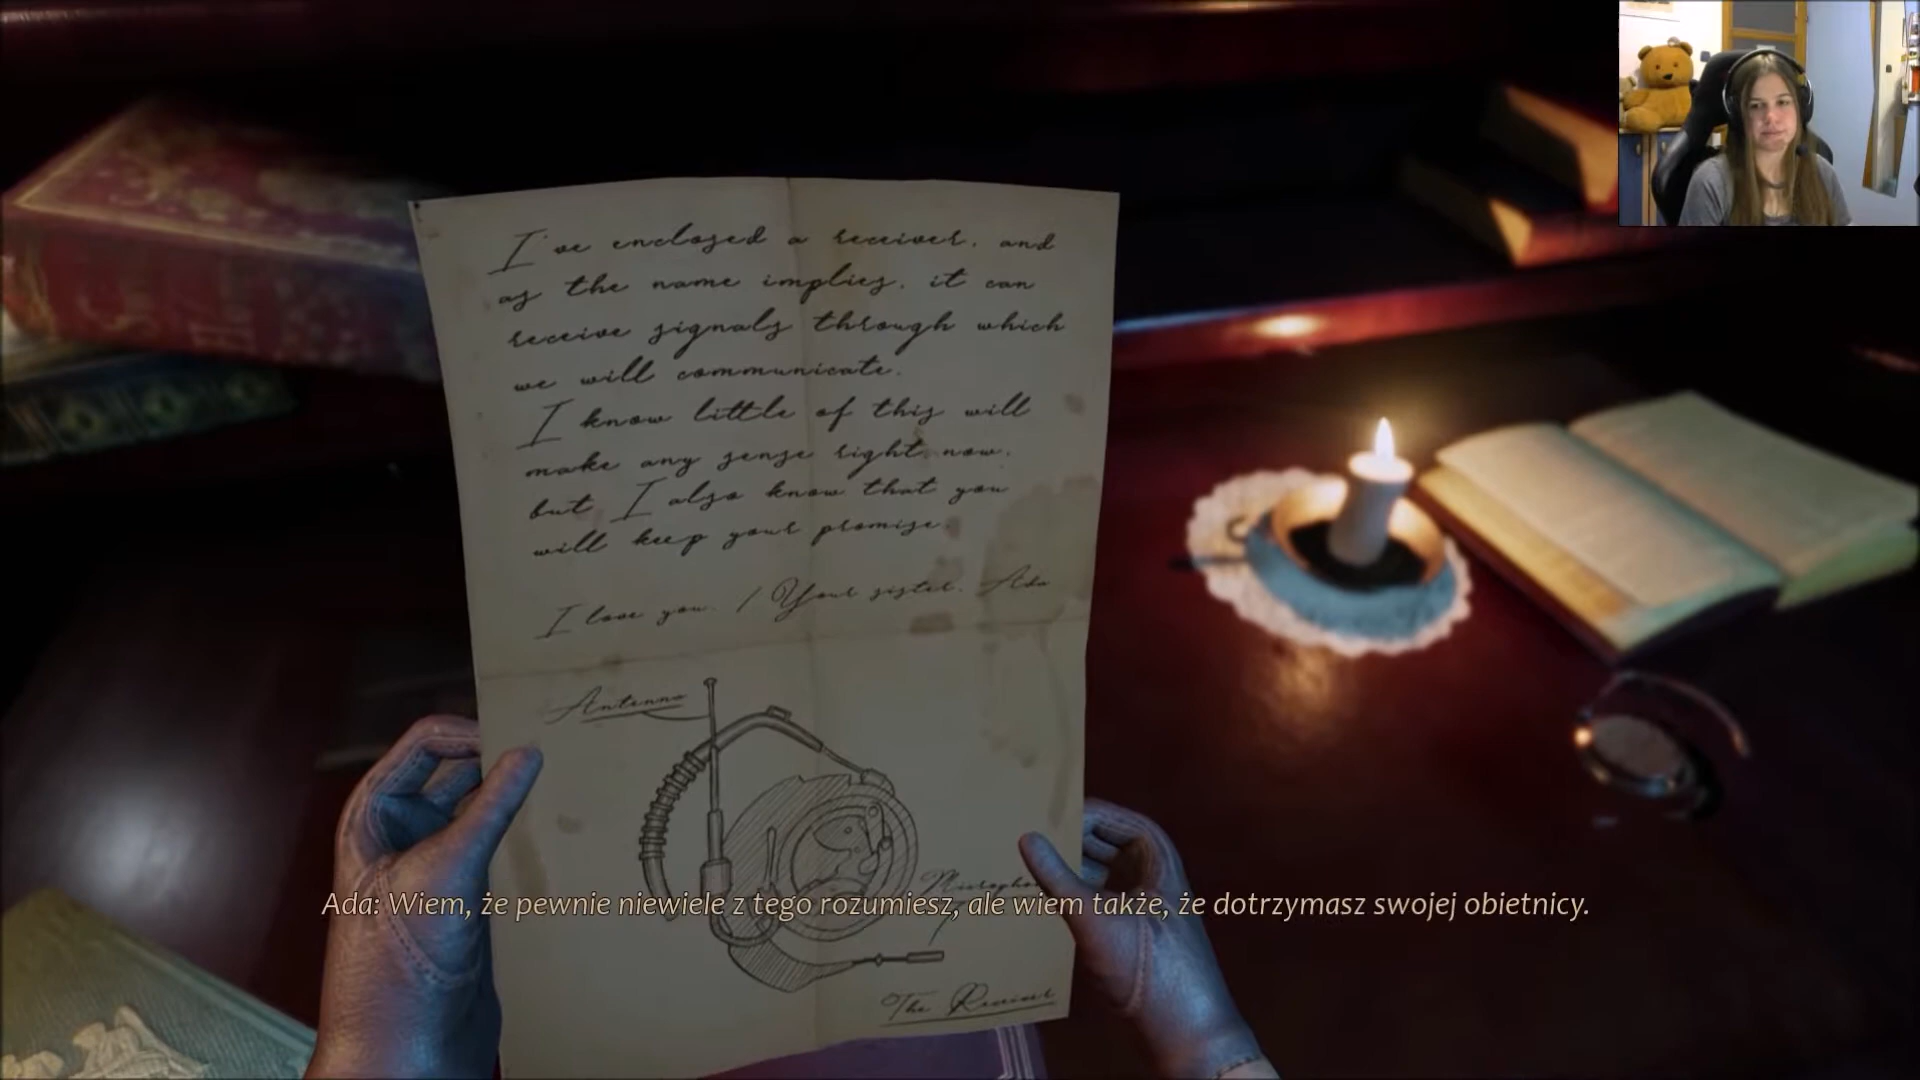 I've enclosed a receiver, and
as the name implies, it can
receive signals through which
we will communicate.
I know little of this will
make any sense right now,
but I also know that you
will keep your promise.
I love you. / Your sister, Ada
Antenna
Microphone
Ada: Wiem, że pewnie niewiele z tego rozumiesz, ale wiem także, że dotrzymasz swojej obietnicy.
The Receiver